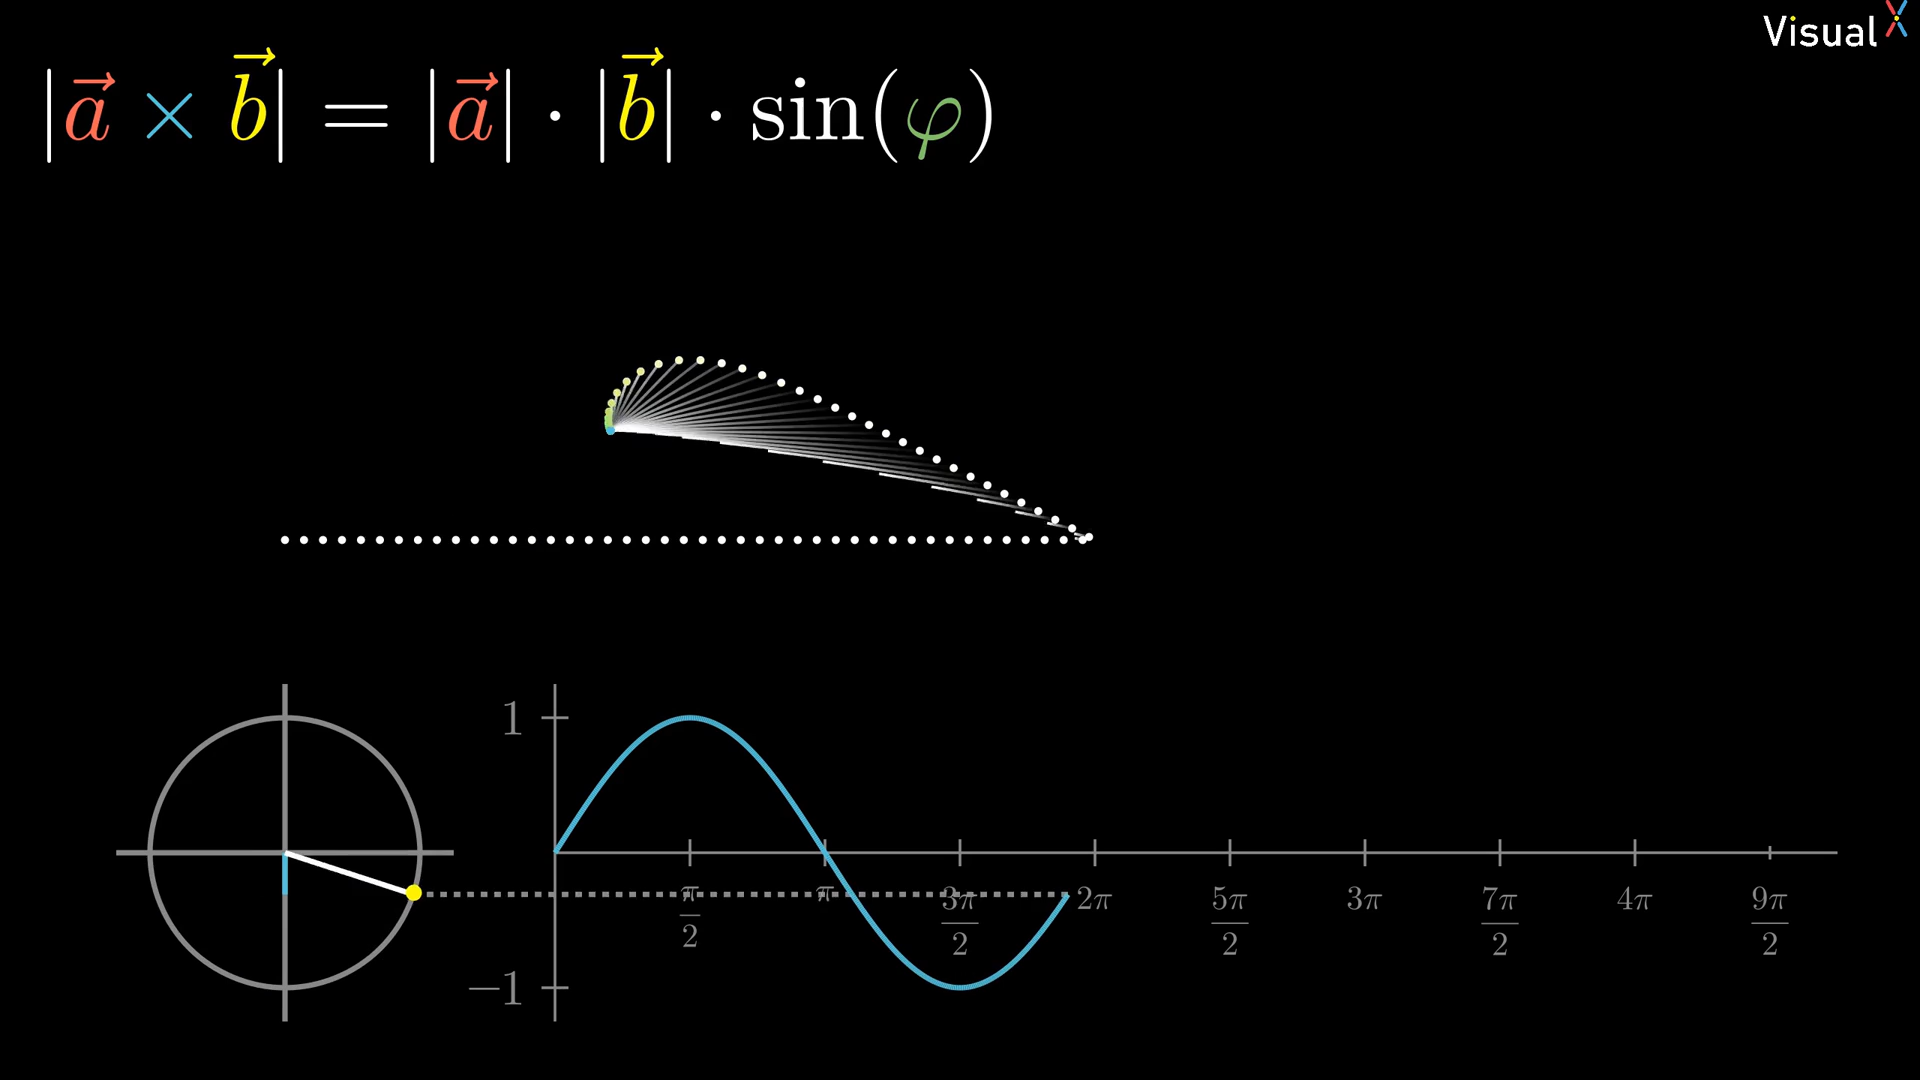 Visual X
|a⃗ × b⃗| = |a⃗| · |b⃗| · sin(φ)
1
π/2 π 3π/2 2π 5π/2 3π 7π/2 4π 9π/2
−1